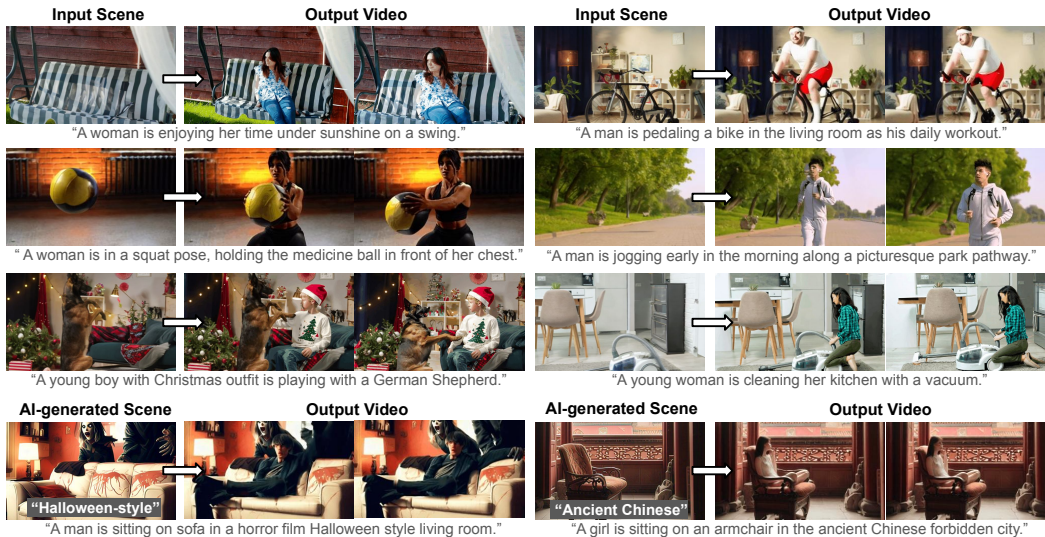 Input Scene
Output Video
Input Scene
Output Video
“A woman is enjoying her time under sunshine on a swing.”
“A man is pedaling a bike in the living room as his daily workout.”
“ A woman is in a squat pose, holding the medicine ball in front of her chest.”
“A man is jogging early in the morning along a picturesque park pathway.”
“A young boy with Christmas outfit is playing with a German Shepherd.”
“A young woman is cleaning her kitchen with a vacuum.”
AI-generated Scene
Output Video
AI-generated Scene
Output Video
“Halloween-style”
“Ancient Chinese”
“A man is sitting on sofa in a horror film Halloween style living room.”
“A girl is sitting on an armchair in the ancient Chinese forbidden city.”